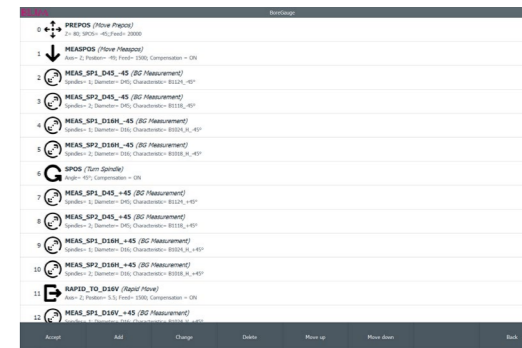 BoreGauge
0 PREPOS (Move Prepos)
Z= 80; SPOS= -45; Feed= 20000
1 MEASPOS (Move Measpos)
Axis= Z; Position= -49; Feed= 1500; Compensation = ON
2 MEAS_SP1_D45_-45 (BG Measurement)
Spindles= 1; Diameter= D45; Characteristic= B1124_-45°
3 MEAS_SP2_D45_-45 (BG Measurement)
Spindles= 2; Diameter= D45; Characteristic= B1118_-45°
4 MEAS_SP1_D16H_-45 (BG Measurement)
Spindles= 1; Diameter= D16; Characteristic= B1024_H_-45°
5 MEAS_SP2_D16H_-45 (BG Measurement)
Spindles= 2; Diameter= D16; Characteristic= B1018_H_-45°
6 SPOS (Turn Spindle)
Angle= 45°; Compensation = ON
7 MEAS_SP1_D45_+45 (BG Measurement)
Spindles= 1; Diameter= D45; Characteristic= B1124_+45°
8 MEAS_SP2_D45_+45 (BG Measurement)
Spindles= 2; Diameter= D45; Characteristic= B1118_+45°
9 MEAS_SP1_D16H_+45 (BG Measurement)
Spindles= 1; Diameter= D16; Characteristic= B1024_H_+45°
10 MEAS_SP2_D16H_+45 (BG Measurement)
Spindles= 2; Diameter= D16; Characteristic= B1018_H_+45°
11 RAPID_TO_D16V (Rapid Move)
Axis= Z; Position= 5.5; Feed= 1500; Compensation = ON
12 MEAS_SP1_D16V_+45 (BG Measurement)
Accept Add Change Delete Move up Move down Back